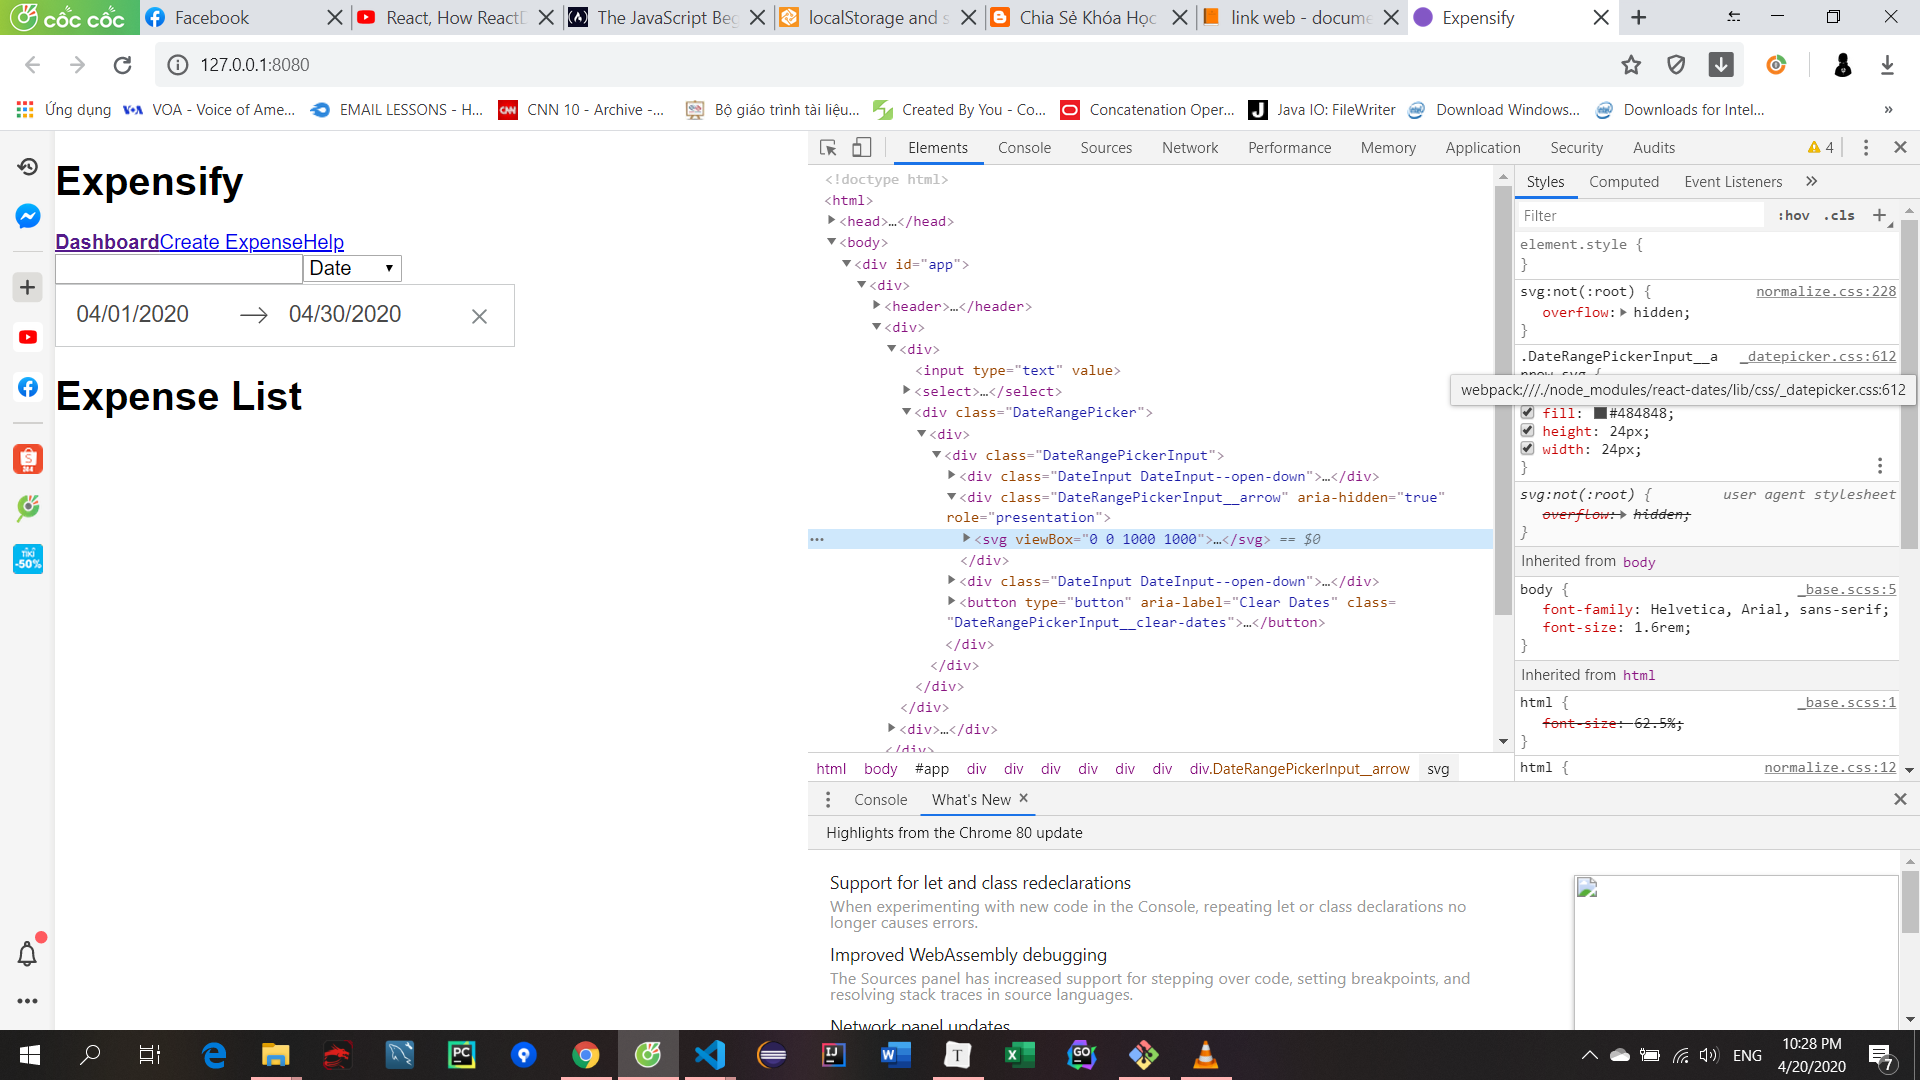 cốc cốc
Facebook
React, How ReactD
The JavaScript Beg
localStorage and s
Chia Sẻ Khóa Học
link web - docume
Expensify
127.0.0.1:8080
Ứng dụng
VOA - Voice of Ame...
EMAIL LESSONS - H...
CNN 10 - Archive -...
Bộ giáo trình tài liệu...
Created By You - Co...
Concatenation Oper...
Java IO: FileWriter
Download Windows...
Downloads for Intel...
»
Expensify
DashboardCreate ExpenseHelp
Date
04/01/2020
04/30/2020
Expense List
TIKI
-50%
Elements
Console
Sources
Network
Performance
Memory
Application
Security
Audits
4
<!doctype html>
<html>
<head>…</head>
<body>
<div id="app">
<div>
<header>…</header>
<div>
<div>
<input type="text" value>
<select>…</select>
<div class="DateRangePicker">
<div>
<div class="DateRangePickerInput">
<div class="DateInput DateInput--open-down">…</div>
<div class="DateRangePickerInput__arrow" aria-hidden="true"
role="presentation">
<svg viewBox="0 0 1000 1000">…</svg> == $0
</div>
<div class="DateInput DateInput--open-down">…</div>
<button type="button" aria-label="Clear Dates" class=
"DateRangePickerInput__clear-dates">…</button>
</div>
</div>
</div>
</div>
<div>…</div>
</div>
html body #app div div div div div div div.DateRangePickerInput__arrow svg
Styles
Computed
Event Listeners
»
Filter
:hov .cls
element.style {
}
svg:not(:root) { normalize.css:228
overflow: hidden;
}
.DateRangePickerInput__a _datepicker.css:612
rrow svg {
webpack:///./node_modules/react-dates/lib/css/_datepicker.css:612
fill: #484848;
height: 24px;
width: 24px;
}
svg:not(:root) { user agent stylesheet
overflow: hidden;
}
Inherited from body
body { _base.scss:5
font-family: Helvetica, Arial, sans-serif;
font-size: 1.6rem;
}
Inherited from html
html { _base.scss:1
font-size: 62.5%;
}
html { normalize.css:12
Console
What's New
Highlights from the Chrome 80 update
Support for let and class redeclarations
When experimenting with new code in the Console, repeating let or class declarations no
longer causes errors.
Improved WebAssembly debugging
The Sources panel has increased support for stepping over code, setting breakpoints, and
resolving stack traces in source languages.
Network panel updates
ENG
10:28 PM
4/20/2020
7